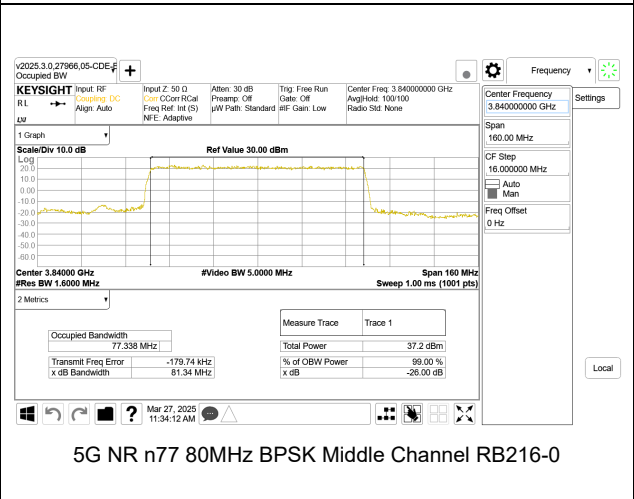 v2025.3.0,27966,05-CDE-E
Occupied BW
Frequency
KEYSIGHT
RL
LXI
Input: RF
Coupling: DC
Align: Auto
Input Z: 50 Ω
Corr CCorr RCal
Freq Ref: Int (S)
NFE: Adaptive
Atten: 30 dB
Preamp: Off
µW Path: Standard
Trig: Free Run
Gate: Off
#IF Gain: Low
Center Freq: 3.840000000 GHz
Avg|Hold: 100/100
Radio Std: None
Center Frequency
3.840000000 GHz
Settings
Span
160.00 MHz
CF Step
16.000000 MHz
Auto
Man
Freq Offset
0 Hz
1 Graph
Scale/Div 10.0 dB
Ref Value 30.00 dBm
Log
20.0
10.0
0.00
-10.0
-20.0
-30.0
-40.0
-50.0
-60.0
Center 3.84000 GHz
#Video BW 5.0000 MHz
Span 160 MHz
#Res BW 1.6000 MHz
Sweep 1.00 ms (1001 pts)
2 Metrics
Measure Trace
Trace 1
Occupied Bandwidth
77.338 MHz
Total Power
37.2 dBm
Transmit Freq Error
-179.74 kHz
% of OBW Power
99.00 %
x dB Bandwidth
81.34 MHz
x dB
-26.00 dB
Local
?
Mar 27, 2025
11:34:12 AM
5G NR n77 80MHz BPSK Middle Channel RB216-0